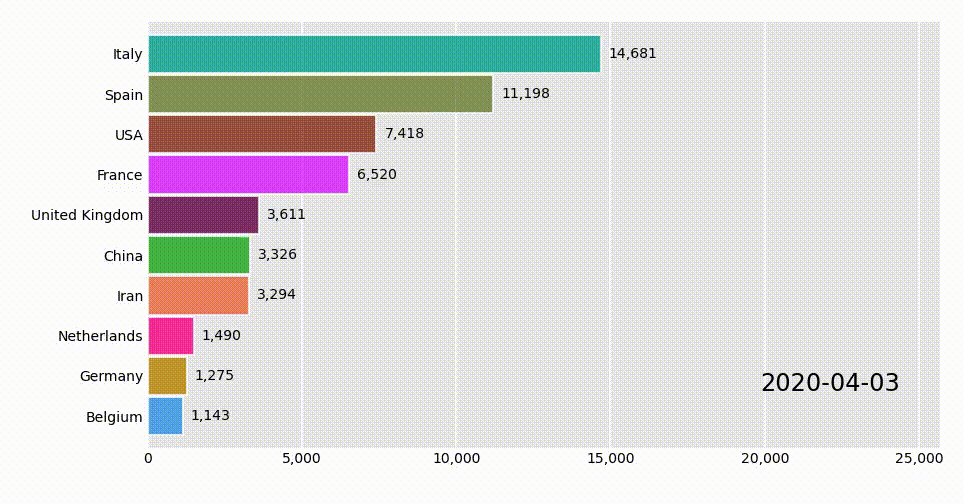 Italy 14,681
Spain 11,198
USA 7,418
France 6,520
United Kingdom 3,611
China 3,326
Iran 3,294
Netherlands 1,490
Germany 1,275
2020-04-03
Belgium 1,143
0 5,000 10,000 15,000 20,000 25,000